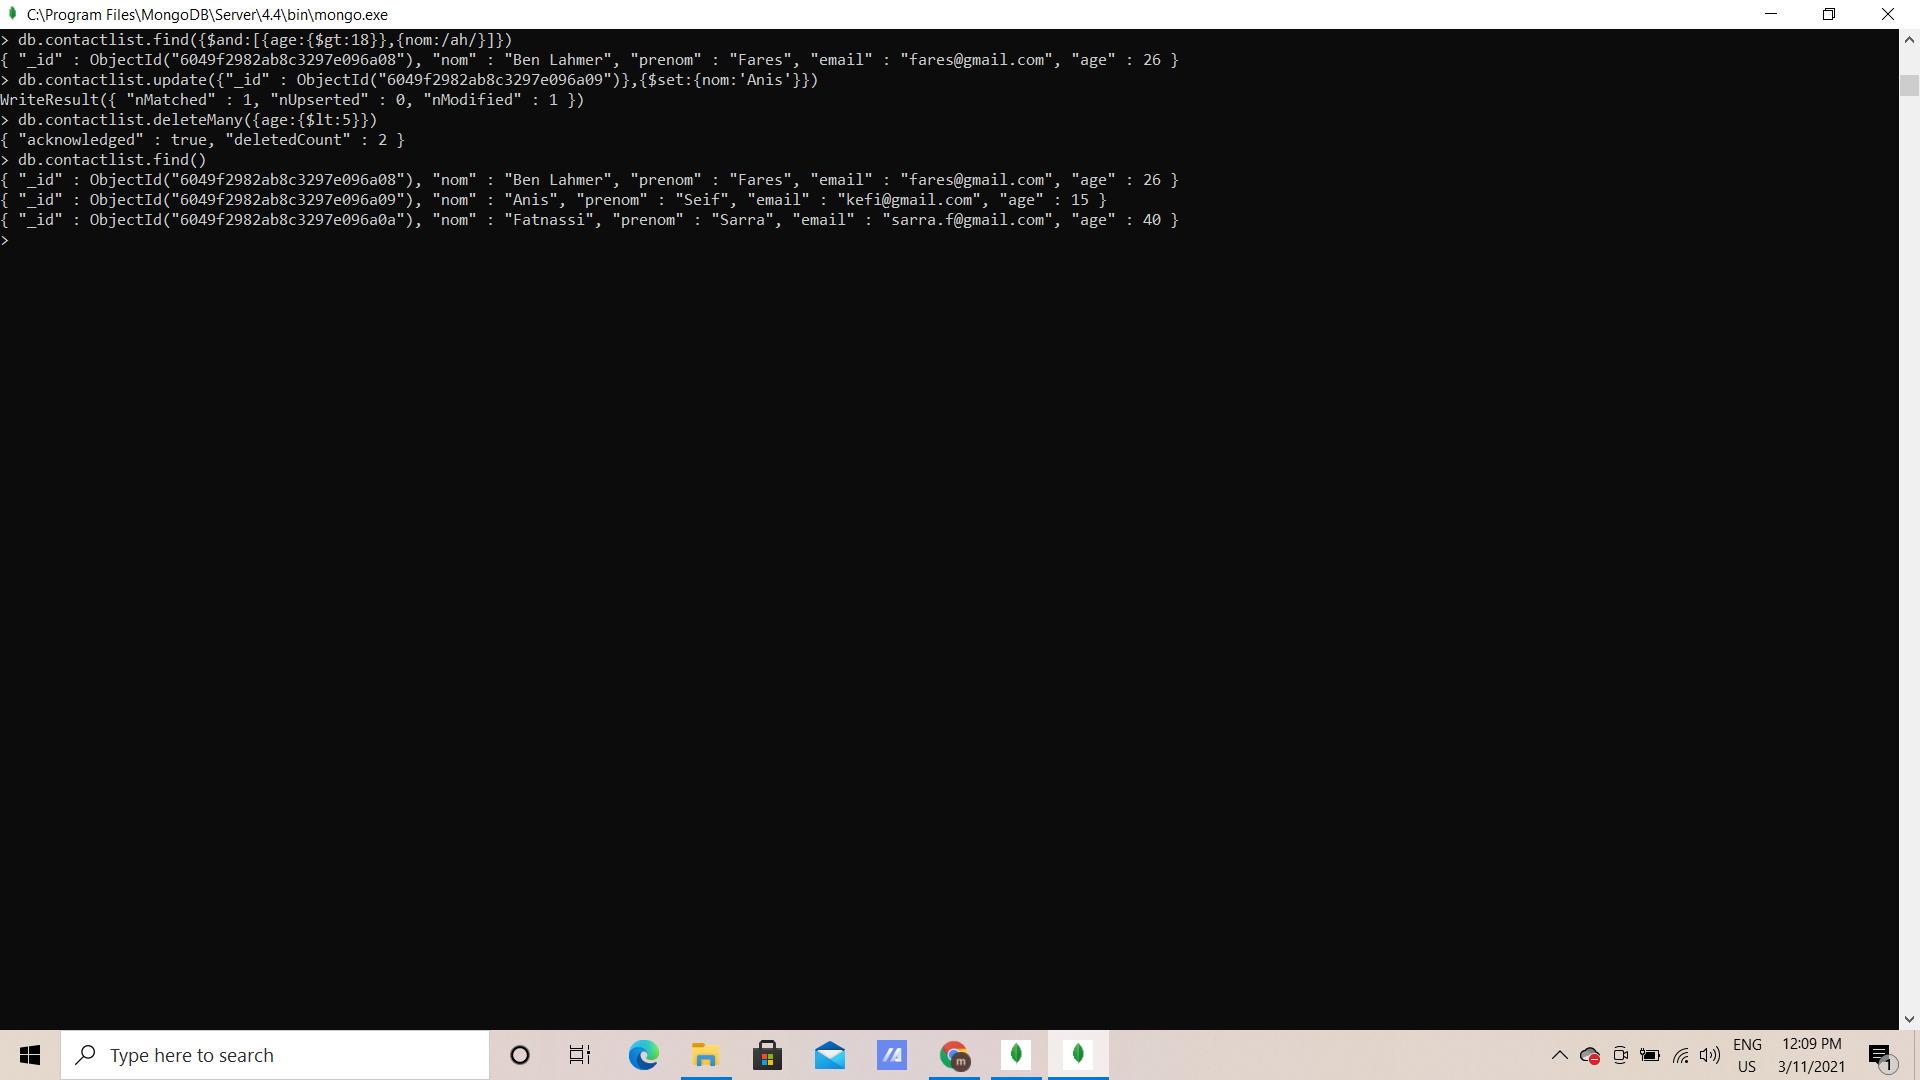 C:\Program Files\MongoDB\Server\4.4\bin\mongo.exe
> db.contactlist.find({$and:[{age:{$gt:18}},{nom:/ah/}]})
{ "_id" : ObjectId("6049f2982ab8c3297e096a08"), "nom" : "Ben Lahmer", "prenom" : "Fares", "email" : "fares@gmail.com", "age" : 26 }
> db.contactlist.update({"_id" : ObjectId("6049f2982ab8c3297e096a09")},{$set:{nom:'Anis'}})
WriteResult({ "nMatched" : 1, "nUpserted" : 0, "nModified" : 1 })
> db.contactlist.deleteMany({age:{$lt:5}})
{ "acknowledged" : true, "deletedCount" : 2 }
> db.contactlist.find()
{ "_id" : ObjectId("6049f2982ab8c3297e096a08"), "nom" : "Ben Lahmer", "prenom" : "Fares", "email" : "fares@gmail.com", "age" : 26 }
{ "_id" : ObjectId("6049f2982ab8c3297e096a09"), "nom" : "Anis", "prenom" : "Seif", "email" : "kefi@gmail.com", "age" : 15 }
{ "_id" : ObjectId("6049f2982ab8c3297e096a0a"), "nom" : "Fatnassi", "prenom" : "Sarra", "email" : "sarra.f@gmail.com", "age" : 40 }
>
Type here to search
m
ENG
US
12:09 PM
3/11/2021
1